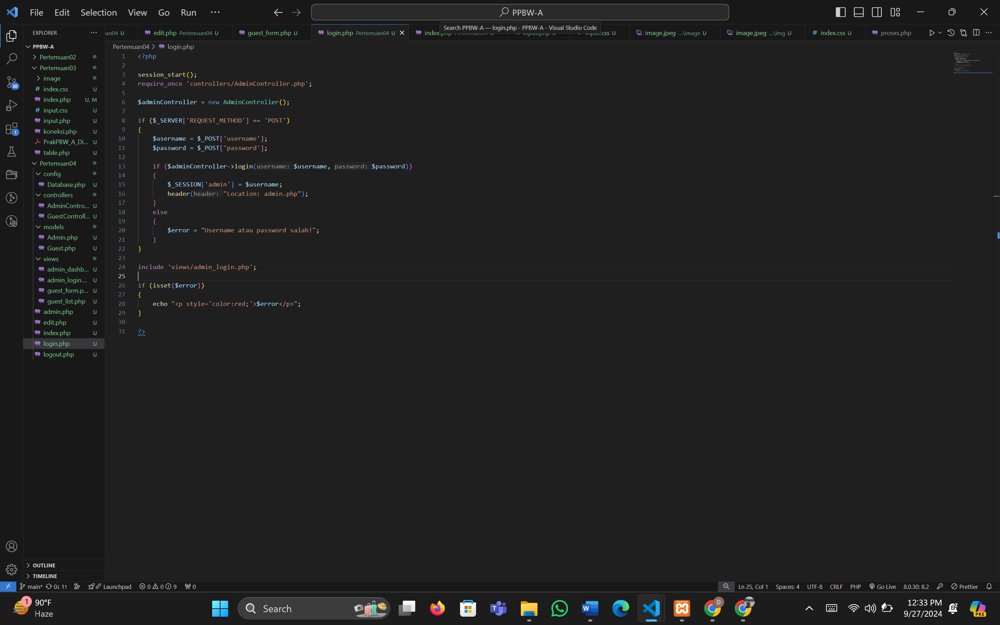 File Edit Selection View Go Run ...
PPBW-A
Search PPBW-A — login.php - PPBW-A - Visual Studio Code
EXPLORER ...
an04 U
edit.php Pertemuan04 U
guest_form.php U
login.php Pertemuan04 U
index.php
image.jpeg ...\image U
image.jpeg ...\img U
index.css U
proses.php
Pertemuan04 > login.php
PPBW-A
Pertemuan02
Pertemuan03
image
index.css U
index.php U, M
input.css U
input.php U
koneksi.php U
PrakPBW_A_Di... U
table.php U
Pertemuan04
config
Database.php U
controllers
AdminContro... U
GuestControll... U
models
Admin.php U
Guest.php U
views
admin_dashb... U
admin_login.... U
guest_form.p... U
guest_list.php U
admin.php U
edit.php U
index.php U
login.php U
logout.php U
OUTLINE
TIMELINE
30
1
1 <?php
2
3 session_start();
4 require_once 'controllers/AdminController.php';
5
6 $adminController = new AdminController();
7
8 if ($_SERVER['REQUEST_METHOD'] == 'POST')
9 {
10 $username = $_POST['username'];
11 $password = $_POST['password'];
12
13 if ($adminController->login(username: $username, password: $password))
14 {
15 $_SESSION['admin'] = $username;
16 header(header: "Location: admin.php");
17 }
18 else
19 {
20 $error = "Username atau password salah!";
21 }
22 }
23
24 include 'views/admin_login.php';
25
26 if (isset($error))
27 {
28 echo "<p style='color:red;'>$error</p>";
29 }
30
31 ?>
main* 0↓ 1↑ Launchpad 0 0 9 0
Ln 25, Col 1 Spaces: 4 UTF-8 CRLF PHP Go Live 8.0.30: 8.2 Prettier
1
90°F
Haze
Search
D
12:33 PM
9/27/2024
PRE